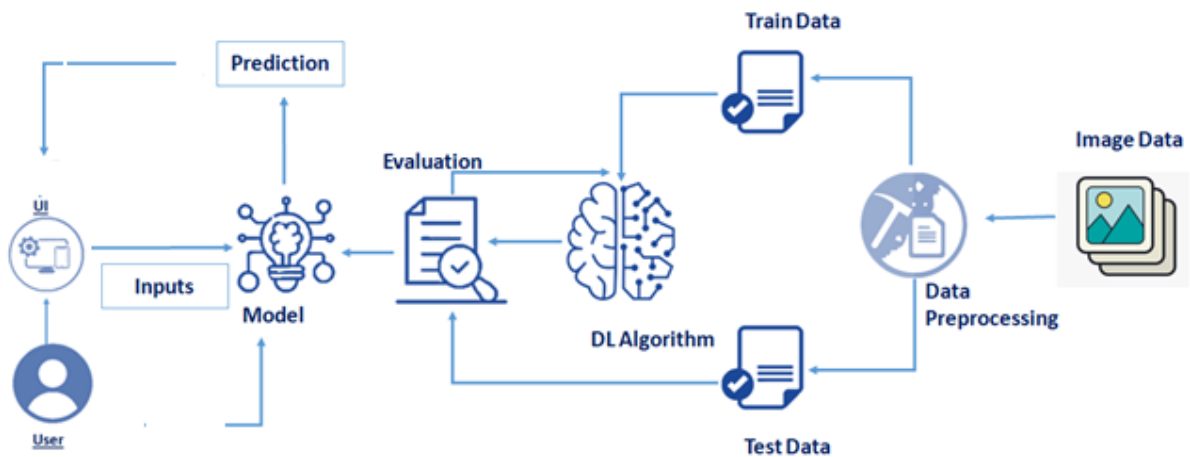 Train Data
Prediction
Image Data
Evaluation
UI
Inputs
Model
Data
Preprocessing
DL Algorithm
User
Test Data